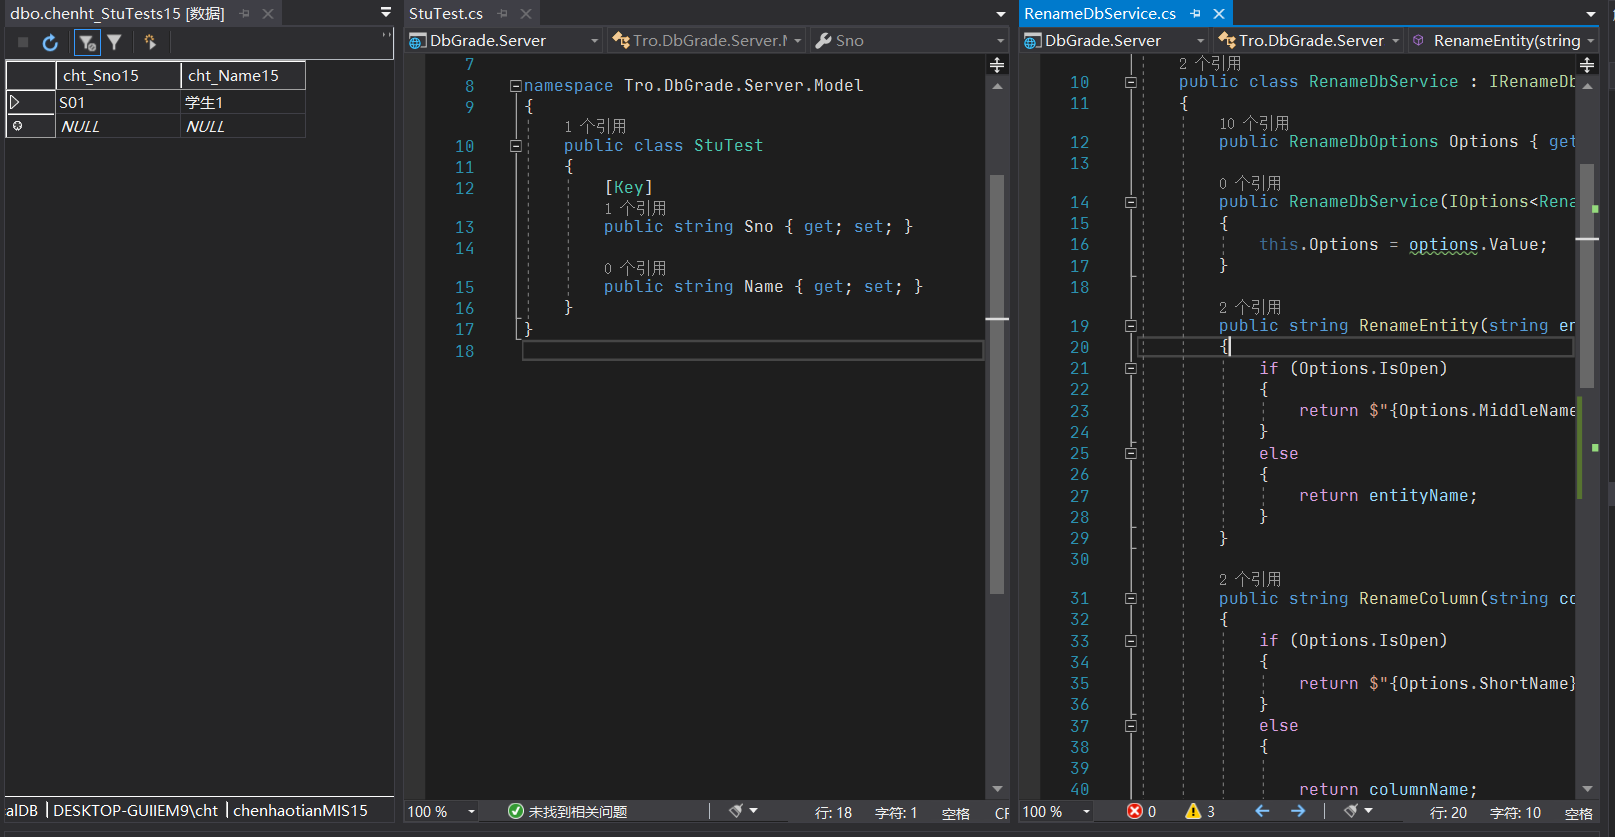 dbo.chenht_StuTests15 [数据]
cht_Sno15 cht_Name15
S01 学生1
NULL NULL
alDB DESKTOP-GUIIEM9\cht chenhaotianMIS15
StuTest.cs
DbGrade.Server Tro.DbGrade.Server.M Sno
7
8 namespace Tro.DbGrade.Server.Model
9 {
1 个引用
10 public class StuTest
11 {
12 [Key]
1 个引用
13 public string Sno { get; set; }
14
0 个引用
15 public string Name { get; set; }
16 }
17 }
18
100 % 未找到相关问题 行: 18 字符: 1 空格 CF
RenameDbService.cs
DbGrade.Server Tro.DbGrade.Server RenameEntity(string
2 个引用
10 public class RenameDbService : IRenameDb
11 {
10 个引用
12 public RenameDbOptions Options { get
13
0 个引用
14 public RenameDbService(IOptions<Rena
15 {
16 this.Options = options.Value;
17 }
18
2 个引用
19 public string RenameEntity(string en
20 {
21 if (Options.IsOpen)
22 {
23 return $"{Options.MiddleName
24 }
25 else
26 {
27 return entityName;
28 }
29 }
30
2 个引用
31 public string RenameColumn(string co
32 {
33 if (Options.IsOpen)
34 {
35 return $"{Options.ShortName}
36 }
37 else
38 {
39
40 return columnName;
100 % 0 3 行: 20 字符: 10 空格